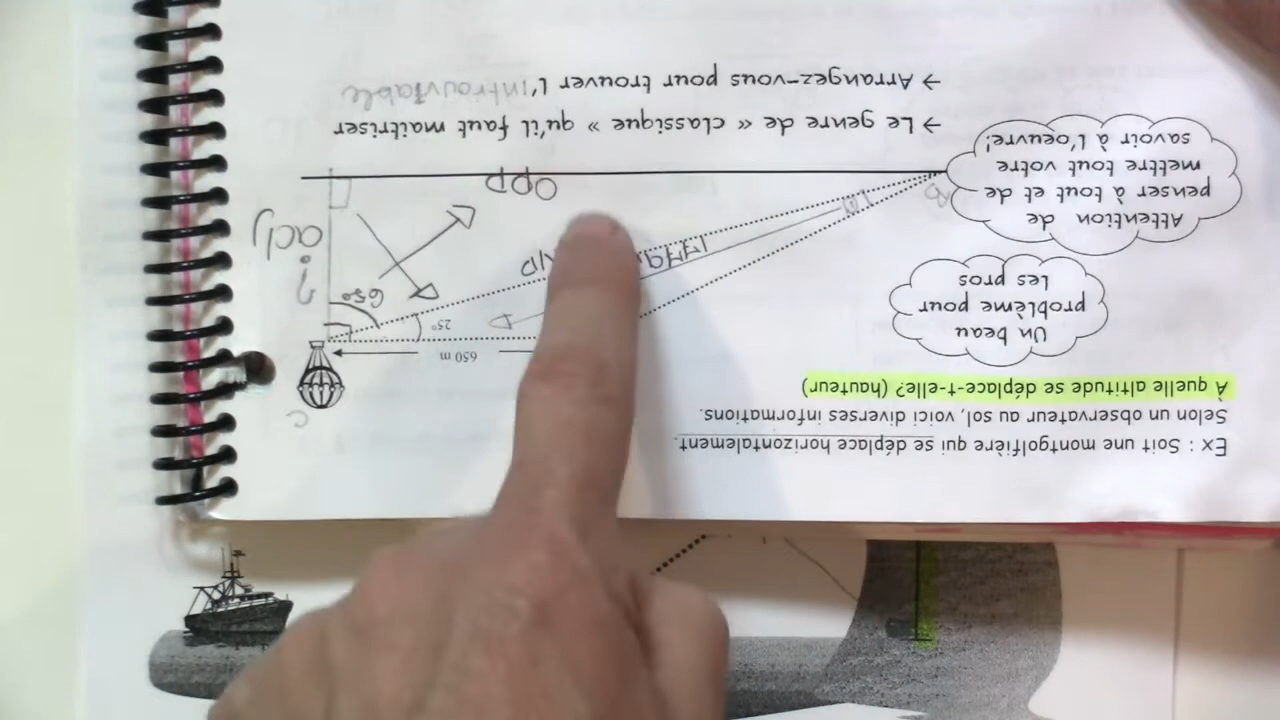 Ex : Soit une montgolfière qui se déplace horizontalement.
Selon un observateur au sol, voici diverses informations.
À quelle altitude se déplace-t-elle? (hauteur)
Un beau
problème pour
Les pros
C
650 m
25°
65°
?
adj
opp
B
Attention de
penser à tout et de
mettre tout votre
savoir à l'oeuvre!
→ Le genre de « classique » qu'il faut maitriser
→ Arrangez-vous pour trouver l'introuvable